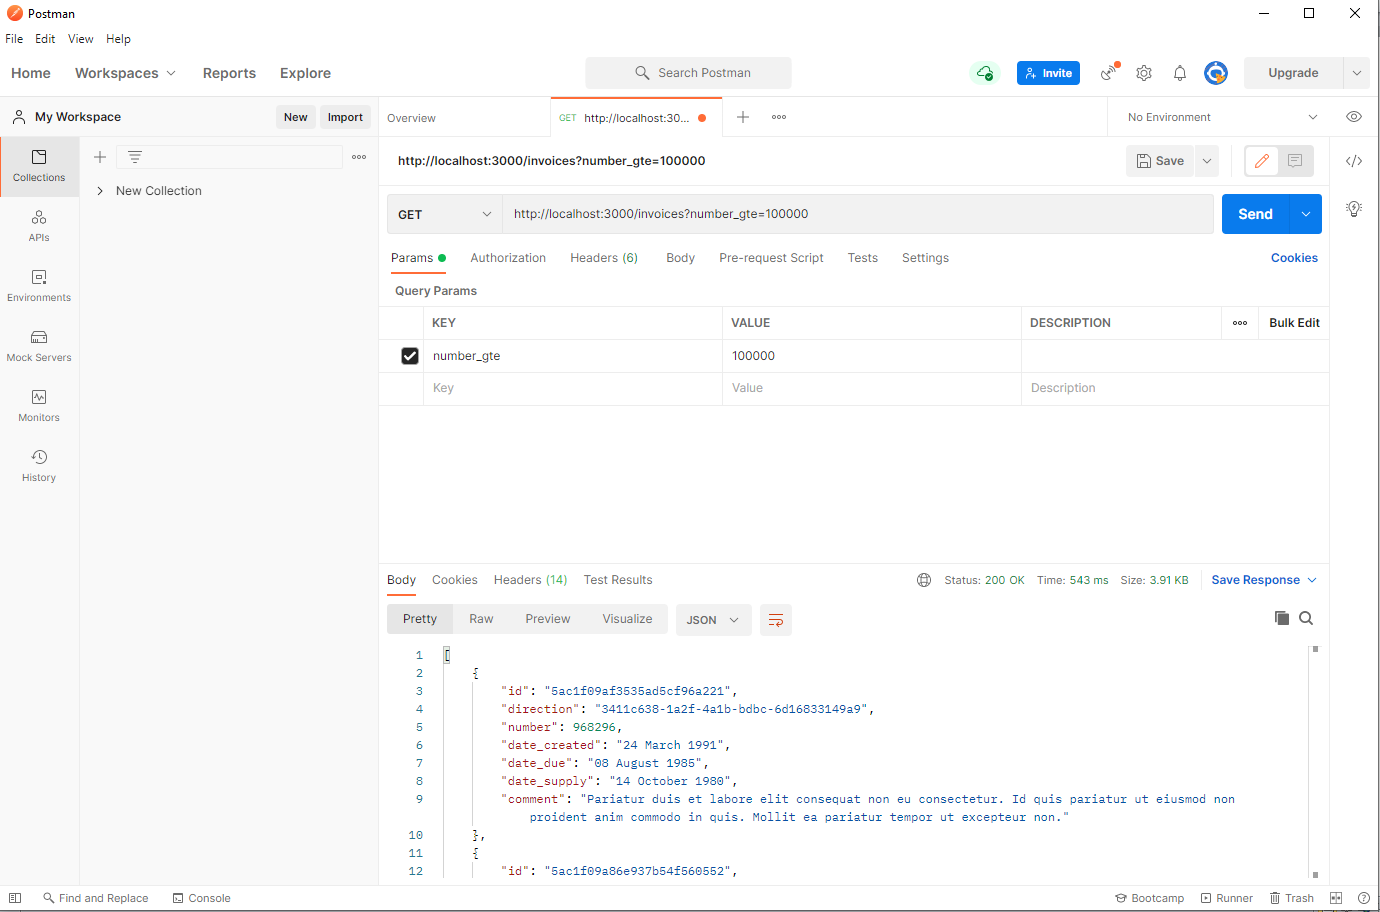 Postman
File Edit View Help
Home Workspaces Reports Explore Search Postman Invite Upgrade
My Workspace New Import Overview GET http://localhost:30... No Environment
Collections
New Collection
APIs
Environments
Mock Servers
Monitors
History
http://localhost:3000/invoices?number_gte=100000 Save
GET http://localhost:3000/invoices?number_gte=100000 Send
Params Authorization Headers (6) Body Pre-request Script Tests Settings Cookies
Query Params
KEY VALUE DESCRIPTION Bulk Edit
number_gte 100000
Key Value Description
Body Cookies Headers (14) Test Results Status: 200 OK Time: 543 ms Size: 3.91 KB Save Response
Pretty Raw Preview Visualize JSON
1 [
2 {
3 "id": "5ac1f09af3535ad5cf96a221",
4 "direction": "3411c638-1a2f-4a1b-bdbc-6d16833149a9",
5 "number": 968296,
6 "date_created": "24 March 1991",
7 "date_due": "08 August 1985",
8 "date_supply": "14 October 1980",
9 "comment": "Pariatur duis et labore elit consequat non eu consectetur. Id quis pariatur ut eiusmod non
proident anim commodo in quis. Mollit ea pariatur tempor ut excepteur non."
10 },
11 {
12 "id": "5ac1f09a86e937b54f560552",
Find and Replace Console Bootcamp Runner Trash